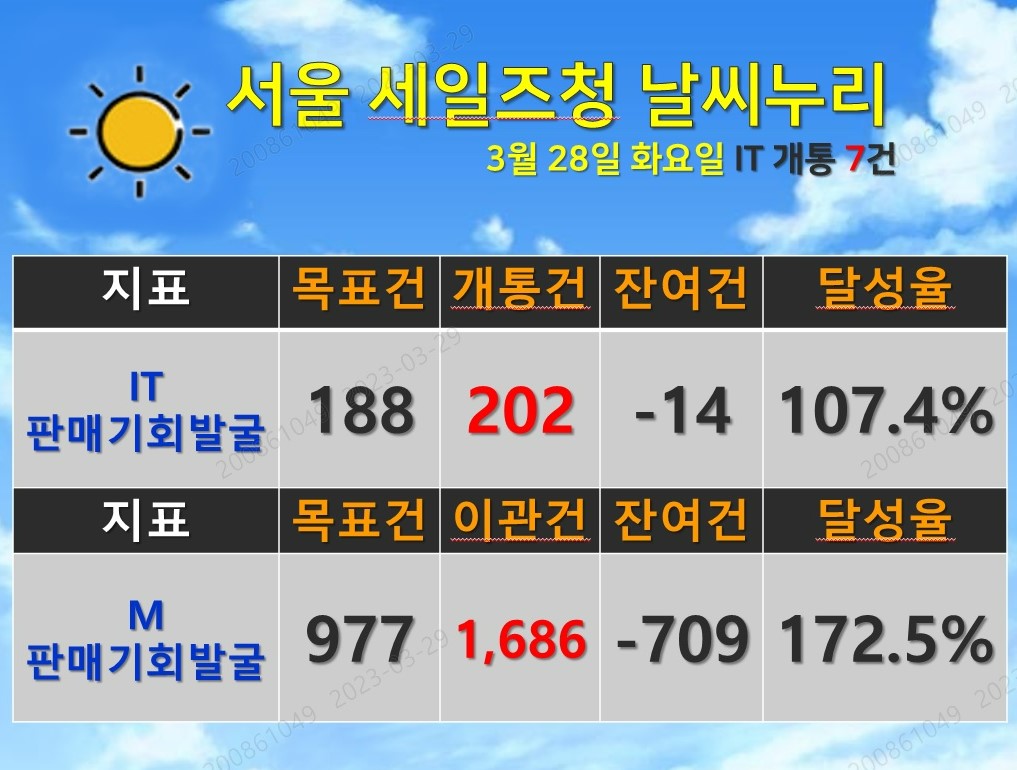 서울 세일즈청 날씨누리
3월 28일 화요일 IT 개통 7건
지표 목표건 개통건 잔여건 달성율
IT
판매기회발굴 188 202 -14 107.4%
지표 목표건 이관건 잔여건 달성율
M
판매기회발굴 977 1,686 -709 172.5%
200861049 2023-03-29